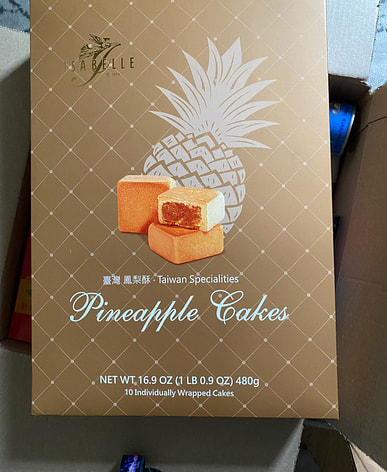 ISABELLE
臺灣 鳳梨酥 · Taiwan Specialities
Pineapple Cakes
NET WT 16.9 OZ (1 LB 0.9 OZ) 480g
10 Individually Wrapped Cakes